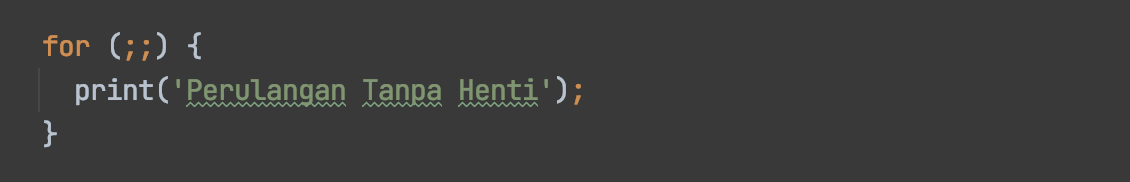 for (;;) {
  print('Perulangan Tanpa Henti');
}